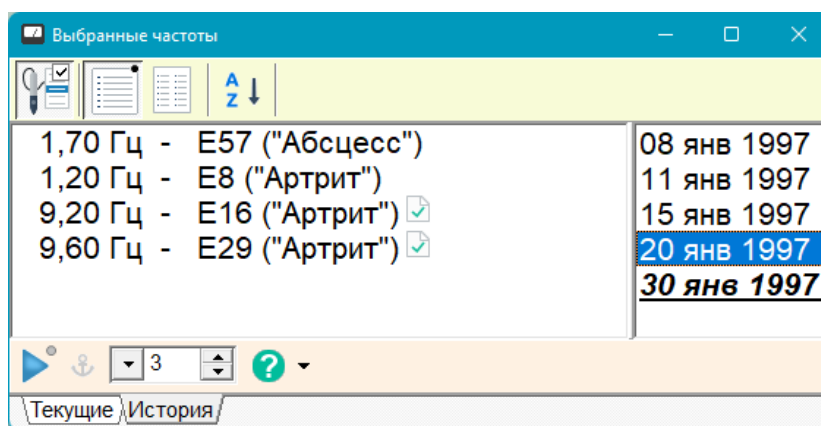 Выбранные частоты
A
Z
1,70 Гц - E57 ("Абсцесс")
1,20 Гц - E8 ("Артрит")
9,20 Гц - E16 ("Артрит")
9,60 Гц - E29 ("Артрит")
08 янв 1997
11 янв 1997
15 янв 1997
20 янв 1997
30 янв 1997
3
?
Текущие История